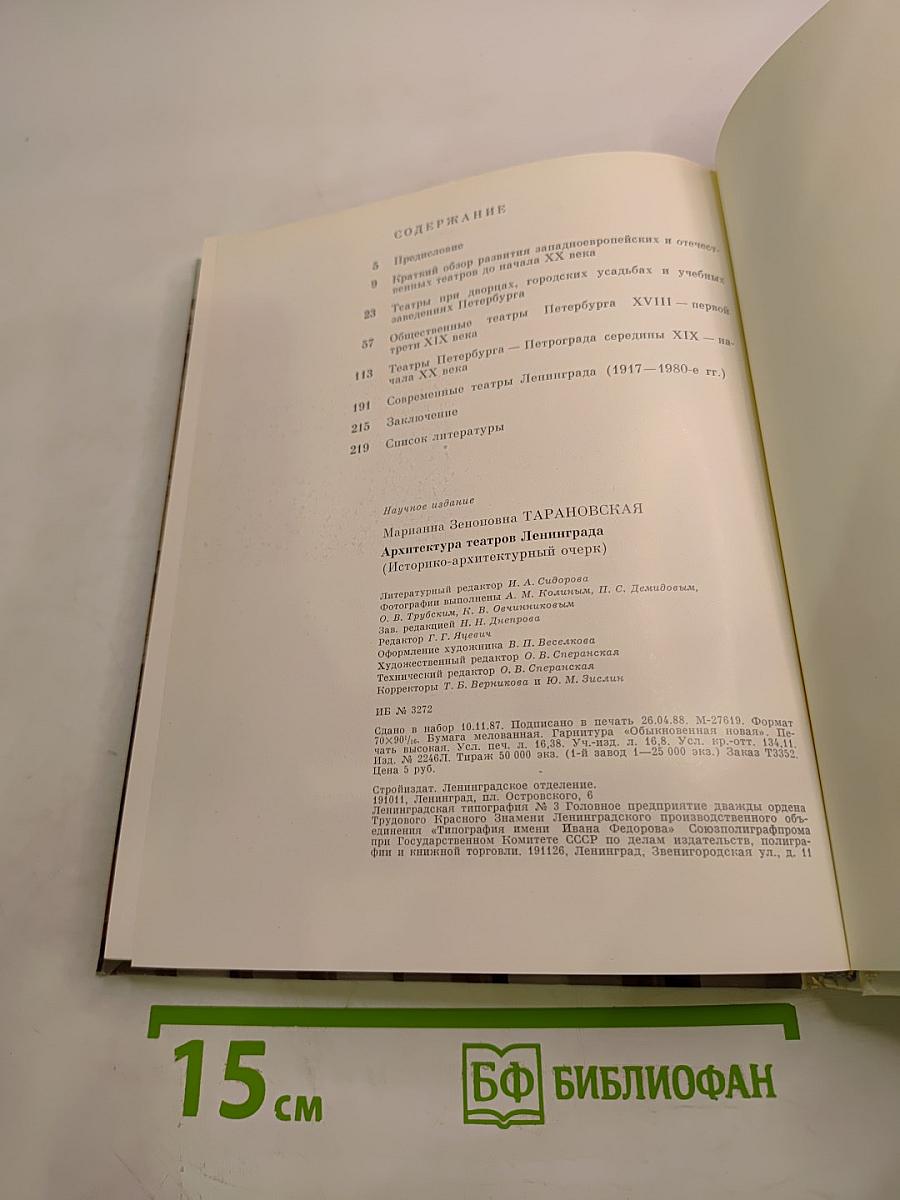 СОДЕРЖАНИЕ
5 Предисловие
9 Краткий обзор развития западноевропейских и отечест-
венных театров до начала XX века
23 Театры при дворцах, городских усадьбах и учебных
заведениях Петербурга
57 Общественные театры Петербурга XVIII — первой
трети XIX века
113 Театры Петербурга — Петрограда середины XIX — на-
чала XX века
191 Современные театры Ленинграда (1917—1980-е гг.)
215 Заключение
219 Список литературы
Научное издание
Марианна Зеноновна ТАРАНОВСКАЯ
Архитектура театров Ленинграда
(Историко-архитектурный очерк)
Литературный редактор И. А. Сидорова
Фотографии выполнены А. М. Колиным, П. С. Демидовым,
О. В. Трубским, К. В. Овчинниковым
Зав. редакцией Н. Н. Днепрова
Редактор Г. Г. Яцевич
Оформление художника В. П. Веселкова
Художественный редактор О. В. Сперанская
Технический редактор О. В. Сперанская
Корректоры Т. Б. Верникова и Ю. М. Зислин
ИБ № 3272
Сдано в набор 10.11.87. Подписано в печать 26.04.88. М-27619. Формат
70×90¹/₁₆. Бумага мелованная. Гарнитура «Обыкновенная новая». Пе-
чать высокая. Усл. печ. л. 16,38. Уч.-изд. л. 16,8. Усл. кр.-отт. 134,11.
Изд. № 2246Л. Тираж 50 000 экз. (1-й завод 1—25 000 экз.) Заказ Т3352.
Цена 5 руб.
Стройиздат. Ленинградское отделение.
191011, Ленинград, пл. Островского, 6
Ленинградская типография № 3 Головное предприятие дважды ордена
Трудового Красного Знамени Ленинградского производственного объ-
единения «Типография имени Ивана Федорова» Союзполиграфпрома
при Государственном Комитете СССР по делам издательств, полигра-
фии и книжной торговли. 191126, Ленинград, Звенигородская ул., д. 11
15 см
БФ БИБЛИОФАН